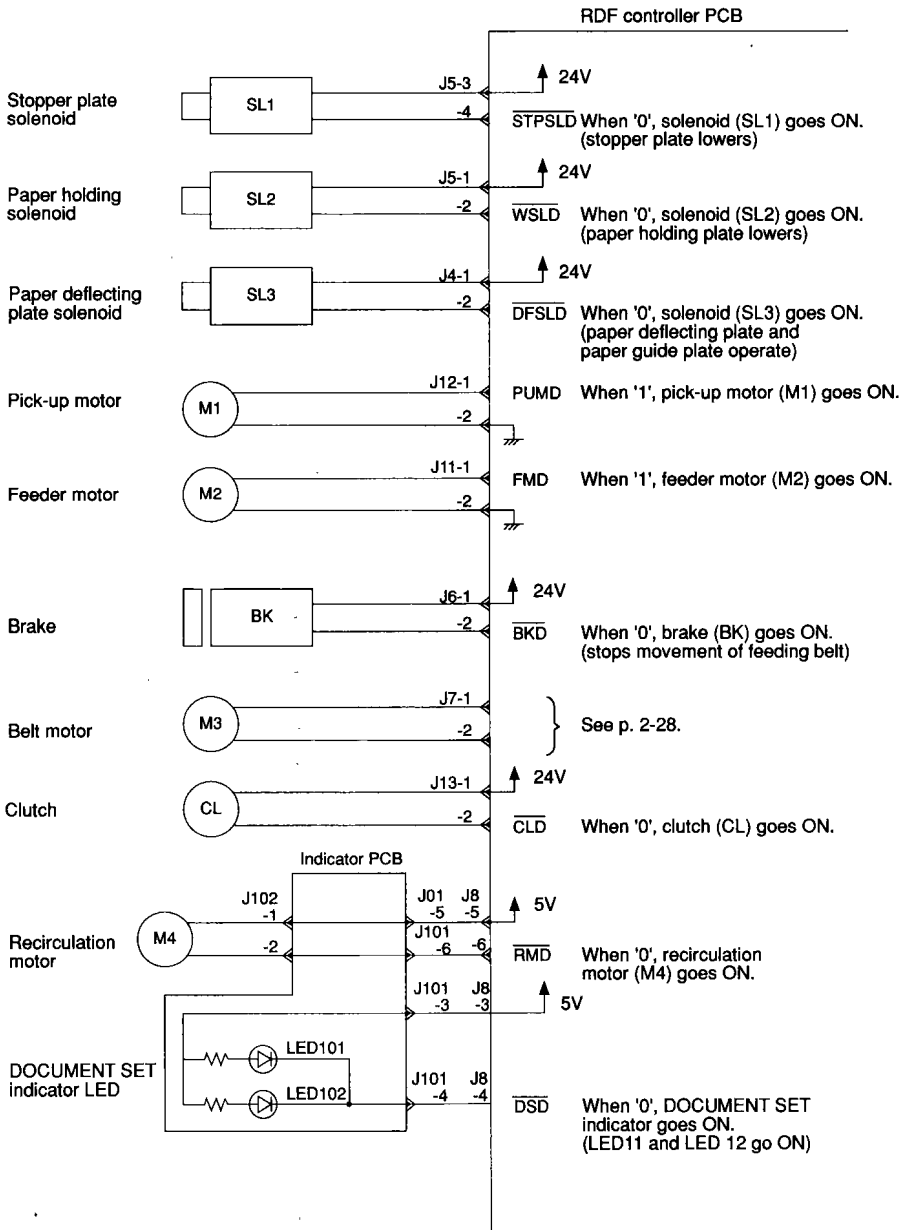 RDF controller PCB
Stopper plate
solenoid
SL1
J5-3
-4
24V
STPSLD When '0', solenoid (SL1) goes ON.
(stopper plate lowers)
Paper holding
solenoid
SL2
J5-1
-2
24V
WSLD When '0', solenoid (SL2) goes ON.
(paper holding plate lowers)
Paper deflecting
plate solenoid
SL3
J4-1
-2
24V
DFSLD When '0', solenoid (SL3) goes ON.
(paper deflecting plate and
paper guide plate operate)
Pick-up motor
M1
J12-1
-2
PUMD When '1', pick-up motor (M1) goes ON.
Feeder motor
M2
J11-1
-2
FMD When '1', feeder motor (M2) goes ON.
Brake
BK
J6-1
-2
24V
BKD When '0', brake (BK) goes ON.
(stops movement of feeding belt)
Belt motor
M3
J7-1
-2
See p. 2-28.
Clutch
CL
J13-1
-2
24V
CLD When '0', clutch (CL) goes ON.
Indicator PCB
Recirculation
motor
M4
J102
-1
-2
J01 J8
-5 -5
5V
J101
-6 -6
RMD When '0', recirculation
motor (M4) goes ON.
J101 J8
-3 -3
5V
DOCUMENT SET
indicator LED
LED101
LED102
J101 J8
-4 -4
DSD When '0', DOCUMENT SET
indicator goes ON.
(LED11 and LED 12 go ON)